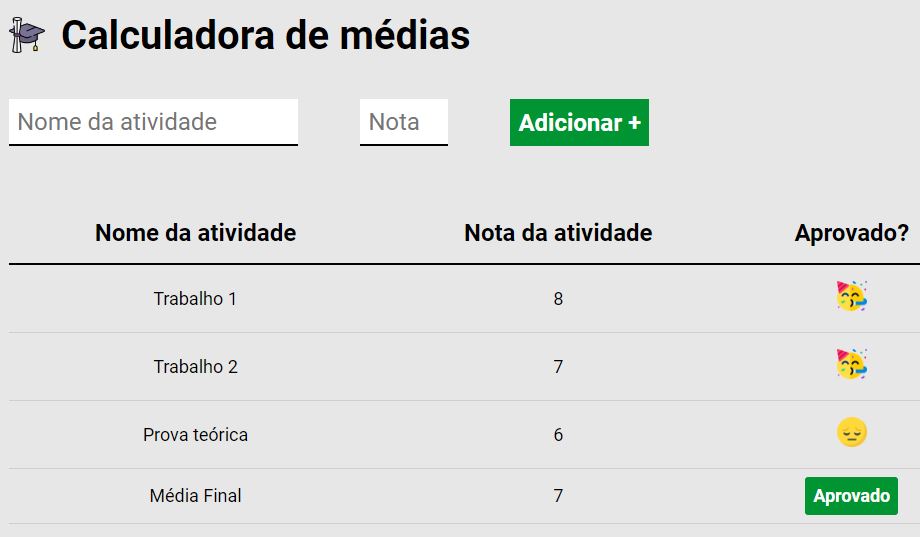 Calculadora de médias
Nome da atividade Nota Adicionar +
Nome da atividade Nota da atividade Aprovado?
Trabalho 1 8
Trabalho 2 7
Prova teórica 6
Média Final 7 Aprovado